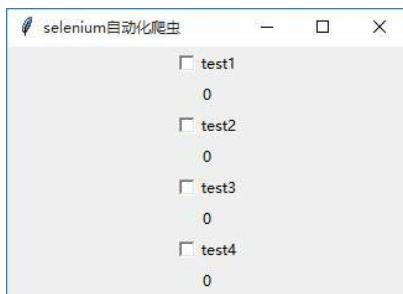 selenium自动化爬虫
test1
0
test2
0
test3
0
test4
0